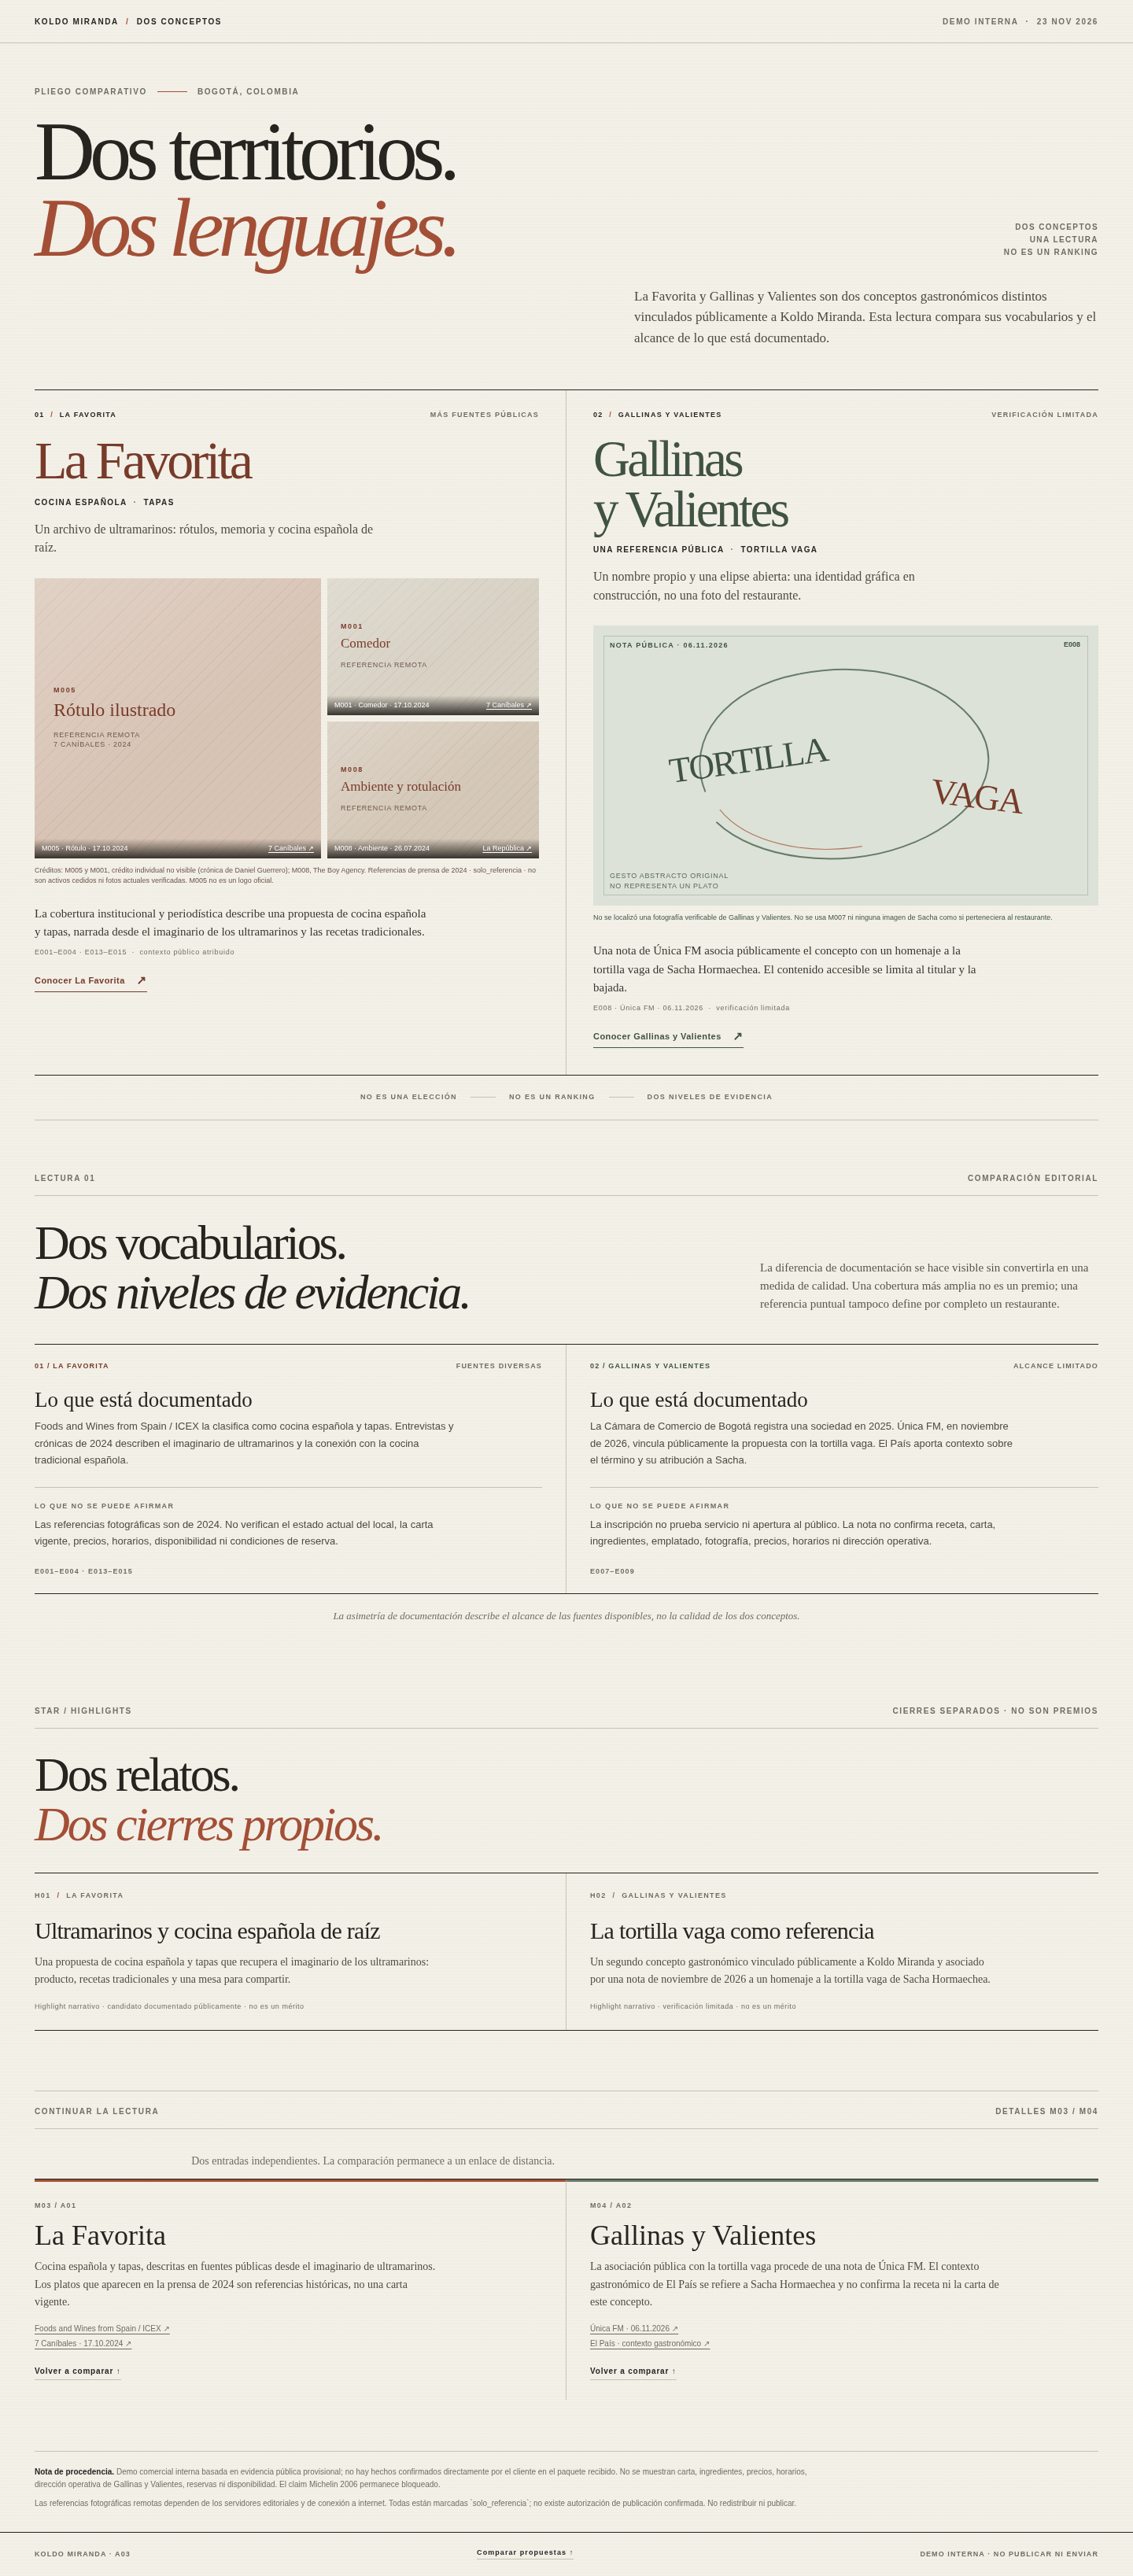 KOLDO MIRANDA / DOS CONCEPTOS
DEMO INTERNA · 23 NOV 2026
PLIEGO COMPARATIVO
BOGOTÁ, COLOMBIA
Dos territorios.
Dos lenguajes.
DOS CONCEPTOS
UNA LECTURA
NO ES UN RANKING
La Favorita y Gallinas y Valientes son dos conceptos gastronómicos distintos
vinculados públicamente a Koldo Miranda. Esta lectura compara sus vocabularios y el
alcance de lo que está documentado.
01 / LA FAVORITA
MÁS FUENTES PÚBLICAS
La Favorita
COCINA ESPAÑOLA · TAPAS
Un archivo de ultramarinos: rótulos, memoria y cocina española de
raíz.
M005
Rótulo ilustrado
REFERENCIA REMOTA
7 CANÍBALES · 2024
M005 · Rótulo · 17.10.2024
7 Caníbales ↗
M001
Comedor
REFERENCIA REMOTA
M001 · Comedor · 17.10.2024
7 Caníbales ↗
M008
Ambiente y rotulación
REFERENCIA REMOTA
M008 · Ambiente · 26.07.2024
La República ↗
Créditos: M005 y M001, crédito individual no visible (crónica de Daniel Guerrero); M008, The Boy Agency. Referencias de prensa de 2024 · solo_referencia · no
son activos cedidos ni fotos actuales verificadas. M005 no es un logo oficial.
La cobertura institucional y periodística describe una propuesta de cocina española
y tapas, narrada desde el imaginario de los ultramarinos y las recetas tradicionales.
E001–E004 · E013–E015 · contexto público atribuido
Conocer La Favorita ↗
02 / GALLINAS Y VALIENTES
VERIFICACIÓN LIMITADA
Gallinas
y Valientes
UNA REFERENCIA PÚBLICA · TORTILLA VAGA
Un nombre propio y una elipse abierta: una identidad gráfica en
construcción, no una foto del restaurante.
NOTA PÚBLICA · 06.11.2026
E008
TORTILLA
VAGA
GESTO ABSTRACTO ORIGINAL
NO REPRESENTA UN PLATO
No se localizó una fotografía verificable de Gallinas y Valientes. No se usa M007 ni ninguna imagen de Sacha como si perteneciera al restaurante.
Una nota de Única FM asocia públicamente el concepto con un homenaje a la
tortilla vaga de Sacha Hormaechea. El contenido accesible se limita al titular y la
bajada.
E008 · Única FM · 06.11.2026 · verificación limitada
Conocer Gallinas y Valientes ↗
NO ES UNA ELECCIÓN
NO ES UN RANKING
DOS NIVELES DE EVIDENCIA
LECTURA 01
COMPARACIÓN EDITORIAL
Dos vocabularios.
Dos niveles de evidencia.
La diferencia de documentación se hace visible sin convertirla en una
medida de calidad. Una cobertura más amplia no es un premio; una
referencia puntual tampoco define por completo un restaurante.
01 / LA FAVORITA
FUENTES DIVERSAS
Lo que está documentado
Foods and Wines from Spain / ICEX la clasifica como cocina española y tapas. Entrevistas y
crónicas de 2024 describen el imaginario de ultramarinos y la conexión con la cocina
tradicional española.
LO QUE NO SE PUEDE AFIRMAR
Las referencias fotográficas son de 2024. No verifican el estado actual del local, la carta
vigente, precios, horarios, disponibilidad ni condiciones de reserva.
E001–E004 · E013–E015
02 / GALLINAS Y VALIENTES
ALCANCE LIMITADO
Lo que está documentado
La Cámara de Comercio de Bogotá registra una sociedad en 2025. Única FM, en noviembre
de 2026, vincula públicamente la propuesta con la tortilla vaga. El País aporta contexto sobre
el término y su atribución a Sacha.
LO QUE NO SE PUEDE AFIRMAR
La inscripción no prueba servicio ni apertura al público. La nota no confirma receta, carta,
ingredientes, emplatado, fotografía, precios, horarios ni dirección operativa.
E007–E009
La asimetría de documentación describe el alcance de las fuentes disponibles, no la calidad de los dos conceptos.
STAR / HIGHLIGHTS
CIERRES SEPARADOS · NO SON PREMIOS
Dos relatos.
Dos cierres propios.
H01 / LA FAVORITA
Ultramarinos y cocina española de raíz
Una propuesta de cocina española y tapas que recupera el imaginario de los ultramarinos:
producto, recetas tradicionales y una mesa para compartir.
Highlight narrativo · candidato documentado públicamente · no es un mérito
H02 / GALLINAS Y VALIENTES
La tortilla vaga como referencia
Un segundo concepto gastronómico vinculado públicamente a Koldo Miranda y asociado
por una nota de noviembre de 2026 a un homenaje a la tortilla vaga de Sacha Hormaechea.
Highlight narrativo · verificación limitada · no es un mérito
CONTINUAR LA LECTURA
DETALLES M03 / M04
Dos entradas independientes. La comparación permanece a un enlace de distancia.
M03 / A01
La Favorita
Cocina española y tapas, descritas en fuentes públicas desde el imaginario de ultramarinos.
Los platos que aparecen en la prensa de 2024 son referencias históricas, no una carta
vigente.
Foods and Wines from Spain / ICEX ↗
7 Caníbales · 17.10.2024 ↗
Volver a comparar ↑
M04 / A02
Gallinas y Valientes
La asociación pública con la tortilla vaga procede de una nota de Única FM. El contexto
gastronómico de El País se refiere a Sacha Hormaechea y no confirma la receta ni la carta de
este concepto.
Única FM · 06.11.2026 ↗
El País · contexto gastronómico ↗
Volver a comparar ↑
Nota de procedencia. Demo comercial interna basada en evidencia pública provisional; no hay hechos confirmados directamente por el cliente en el paquete recibido. No se muestran carta, ingredientes, precios, horarios,
dirección operativa de Gallinas y Valientes, reservas ni disponibilidad. El claim Michelin 2006 permanece bloqueado.
Las referencias fotográficas remotas dependen de los servidores editoriales y de conexión a internet. Todas están marcadas `solo_referencia`; no existe autorización de publicación confirmada. No redistribuir ni publicar.
KOLDO MIRANDA · A03
Comparar propuestas ↑
DEMO INTERNA · NO PUBLICAR NI ENVIAR